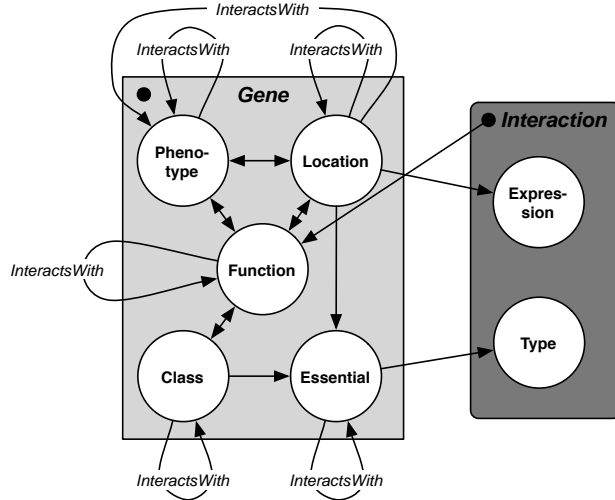 InteractsWith
InteractsWith
InteractsWith
Gene
Interaction
Pheno-
type
Location
Expres-
sion
Function
InteractsWith
Type
Class
Essential
InteractsWith
InteractsWith